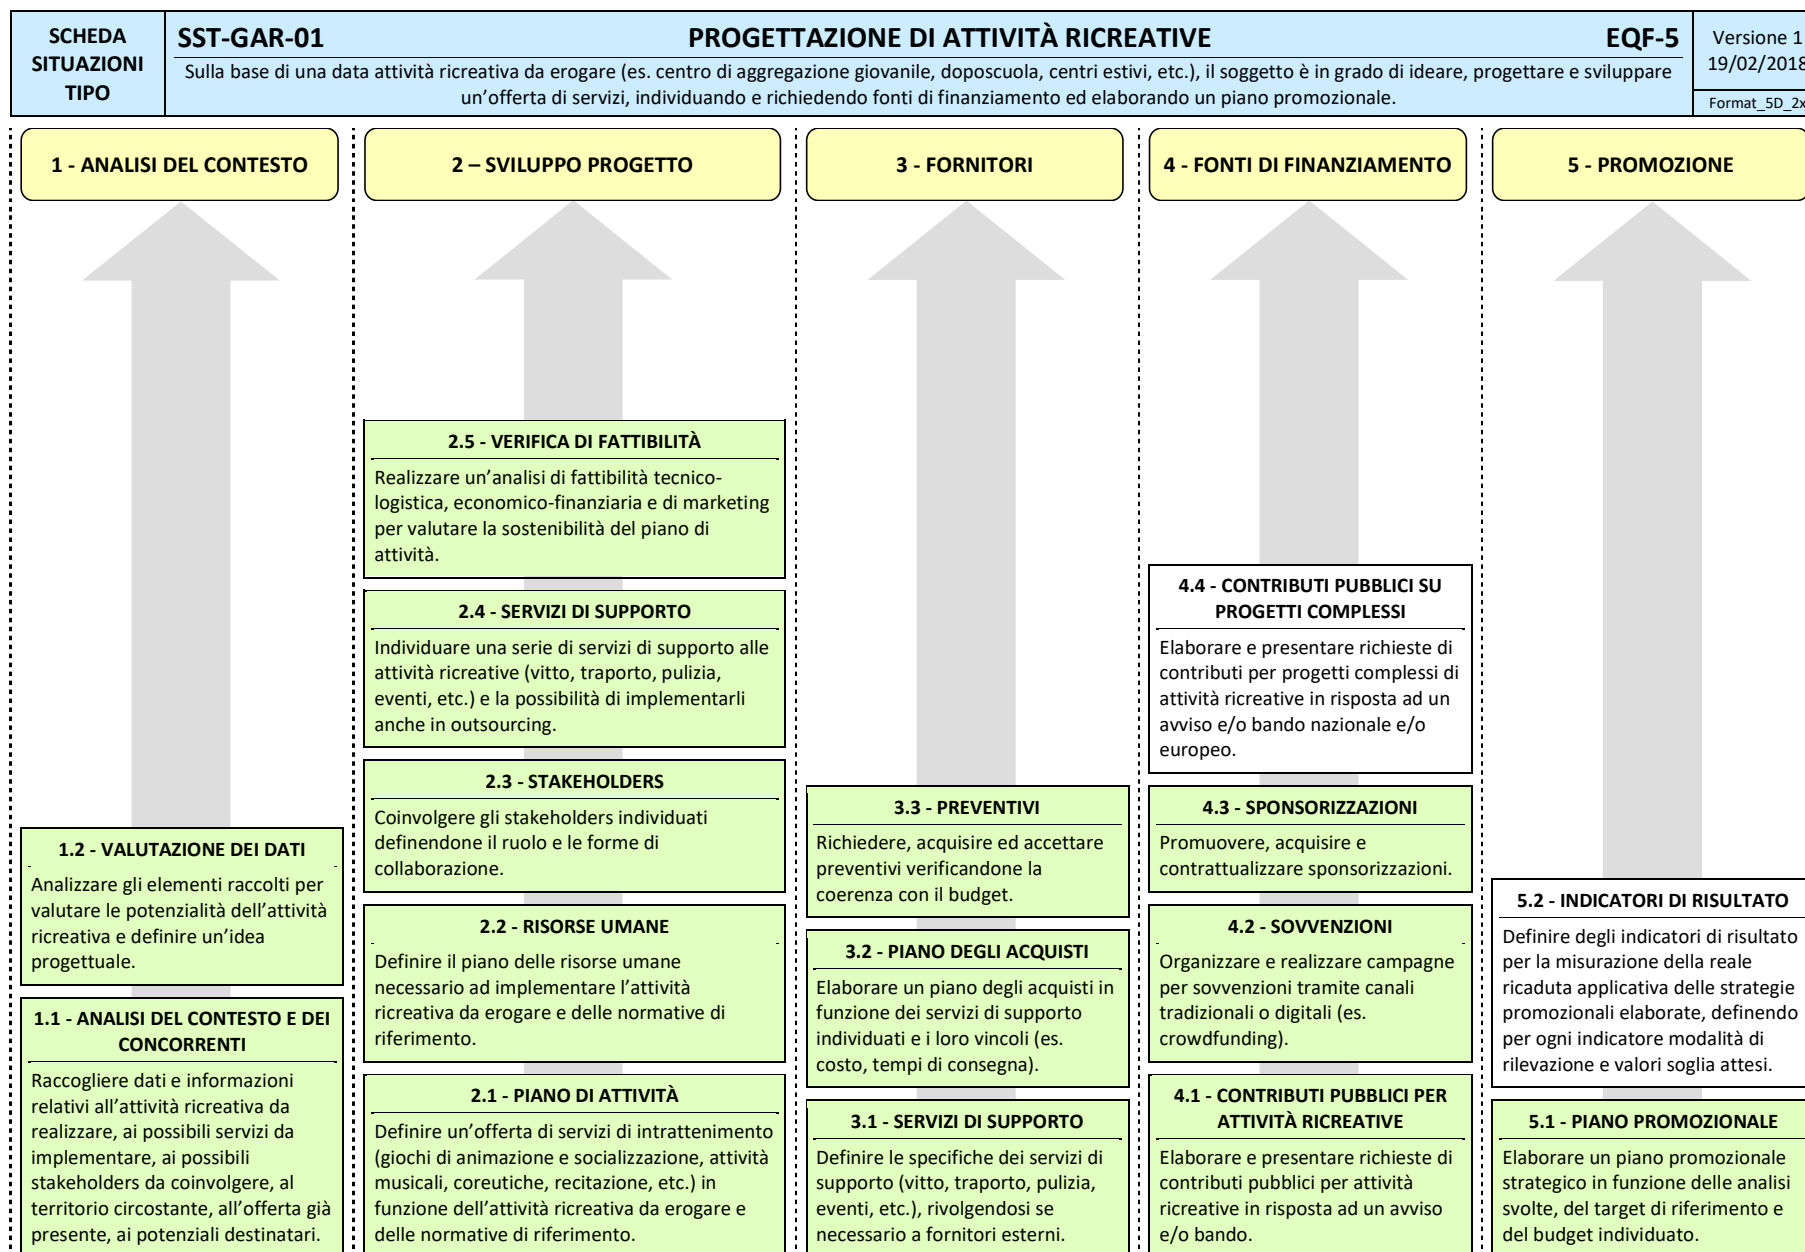 SCHEDA
SITUAZIONI
TIPO
SST-GAR-01
PROGETTAZIONE DI ATTIVITÀ RICREATIVE
EQF-5
Sulla base di una data attività ricreativa da erogare (es. centro di aggregazione giovanile, doposcuola, centri estivi, etc.), il soggetto è in grado di ideare, progettare e sviluppare
un'offerta di servizi, individuando e richiedendo fonti di finanziamento ed elaborando un piano promozionale.
Versione 1
19/02/2018
Format_5D_2x
1 - ANALISI DEL CONTESTO
2 – SVILUPPO PROGETTO
3 - FORNITORI
4 - FONTI DI FINANZIAMENTO
5 - PROMOZIONE
1.2 - VALUTAZIONE DEI DATI
Analizzare gli elementi raccolti per
valutare le potenzialità dell'attività
ricreativa e definire un'idea
progettuale.
1.1 - ANALISI DEL CONTESTO E DEI
CONCORRENTI
Raccogliere dati e informazioni
relativi all'attività ricreativa da
realizzare, ai possibili servizi da
implementare, ai possibili
stakeholders da coinvolgere, al
territorio circostante, all'offerta già
presente, ai potenziali destinatari.
2.5 - VERIFICA DI FATTIBILITÀ
Realizzare un'analisi di fattibilità tecnico-
logistica, economico-finanziaria e di marketing
per valutare la sostenibilità del piano di
attività.
2.4 - SERVIZI DI SUPPORTO
Individuare una serie di servizi di supporto alle
attività ricreative (vitto, traporto, pulizia,
eventi, etc.) e la possibilità di implementarli
anche in outsourcing.
2.3 - STAKEHOLDERS
Coinvolgere gli stakeholders individuati
definendone il ruolo e le forme di
collaborazione.
2.2 - RISORSE UMANE
Definire il piano delle risorse umane
necessario ad implementare l'attività
ricreativa da erogare e delle normative di
riferimento.
2.1 - PIANO DI ATTIVITÀ
Definire un'offerta di servizi di intrattenimento
(giochi di animazione e socializzazione, attività
musicali, coreutiche, recitazione, etc.) in
funzione dell'attività ricreativa da erogare e
delle normative di riferimento.
3.3 - PREVENTIVI
Richiedere, acquisire ed accettare
preventivi verificandone la
coerenza con il budget.
3.2 - PIANO DEGLI ACQUISTI
Elaborare un piano degli acquisti in
funzione dei servizi di supporto
individuati e i loro vincoli (es.
costo, tempi di consegna).
3.1 - SERVIZI DI SUPPORTO
Definire le specifiche dei servizi di
supporto (vitto, traporto, pulizia,
eventi, etc.), rivolgendosi se
necessario a fornitori esterni.
4.4 - CONTRIBUTI PUBBLICI SU
PROGETTI COMPLESSI
Elaborare e presentare richieste di
contributi per progetti complessi di
attività ricreative in risposta ad un
avviso e/o bando nazionale e/o
europeo.
4.3 - SPONSORIZZAZIONI
Promuovere, acquisire e
contrattualizzare sponsorizzazioni.
4.2 - SOVVENZIONI
Organizzare e realizzare campagne
per sovvenzioni tramite canali
tradizionali o digitali (es.
crowdfunding).
4.1 - CONTRIBUTI PUBBLICI PER
ATTIVITÀ RICREATIVE
Elaborare e presentare richieste di
contributi pubblici per attività
ricreative in risposta ad un avviso
e/o bando.
5.2 - INDICATORI DI RISULTATO
Definire degli indicatori di risultato
per la misurazione della reale
ricaduta applicativa delle strategie
promozionali elaborate, definendo
per ogni indicatore modalità di
rilevazione e valori soglia attesi.
5.1 - PIANO PROMOZIONALE
Elaborare un piano promozionale
strategico in funzione delle analisi
svolte, del target di riferimento e
del budget individuato.